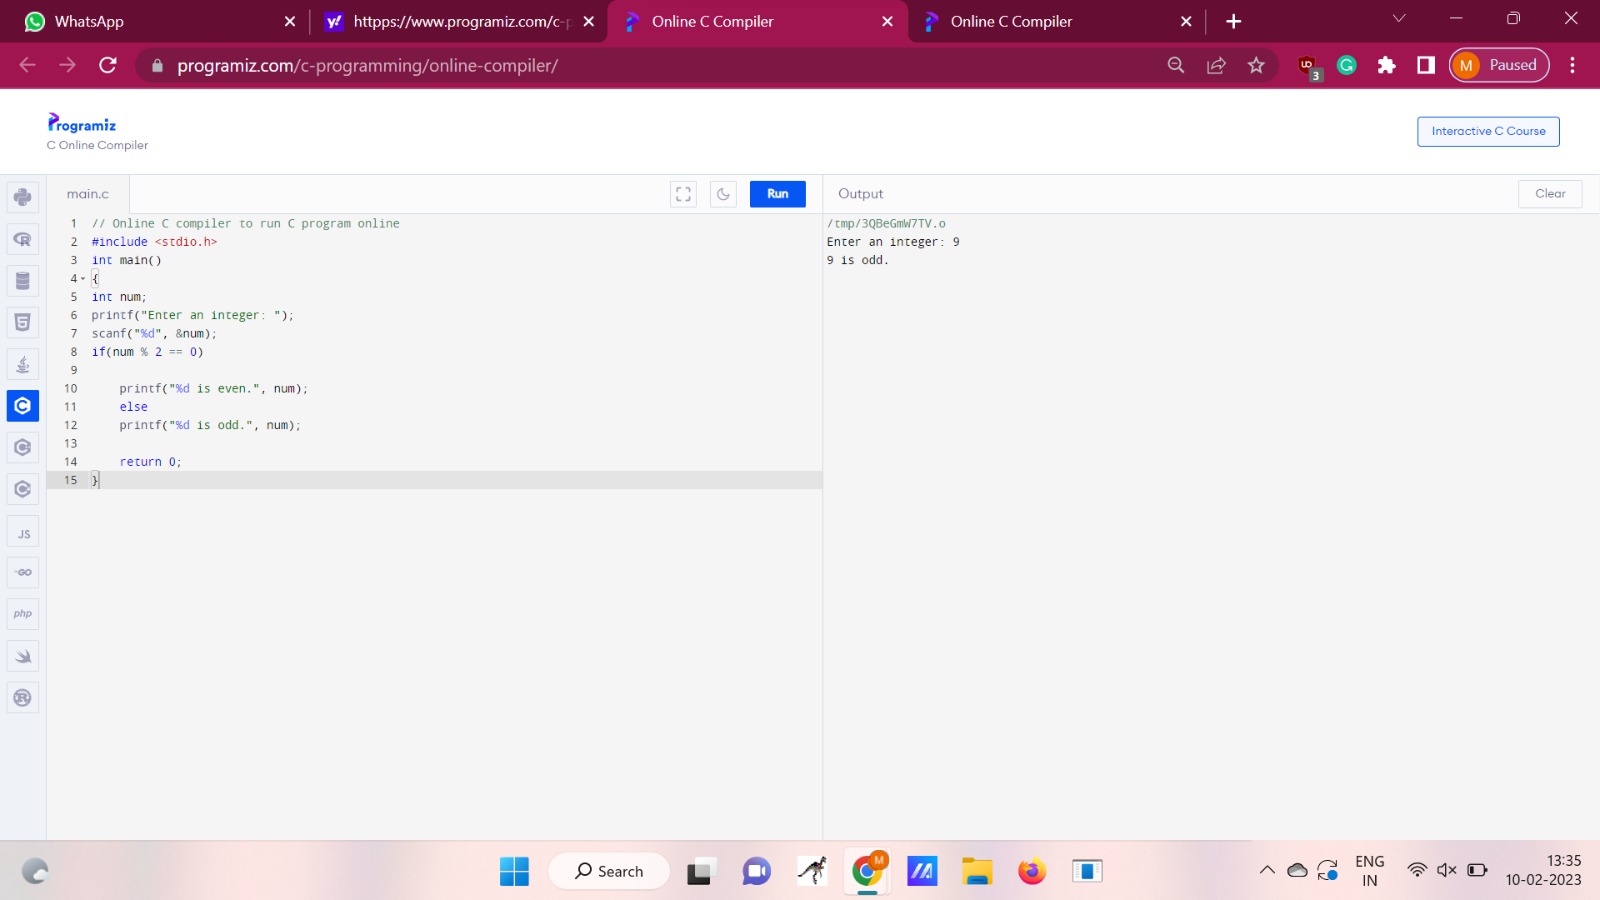 WhatsApp
httpps://www.programiz.com/c-p
Online C Compiler
Online C Compiler
programiz.com/c-programming/online-compiler/
3
M Paused
Programiz
C Online Compiler
Interactive C Course
main.c
Run
Output
Clear
1 // Online C compiler to run C program online
2 #include <stdio.h>
3 int main()
4 {
5 int num;
6 printf("Enter an integer: ");
7 scanf("%d", &num);
8 if(num % 2 == 0)
9
10 printf("%d is even.", num);
11 else
12 printf("%d is odd.", num);
13
14 return 0;
15 }
/tmp/3QBeGmW7TV.o
Enter an integer: 9
9 is odd.
JS
GO
php
Search
M
ENG
IN
13:35
10-02-2023